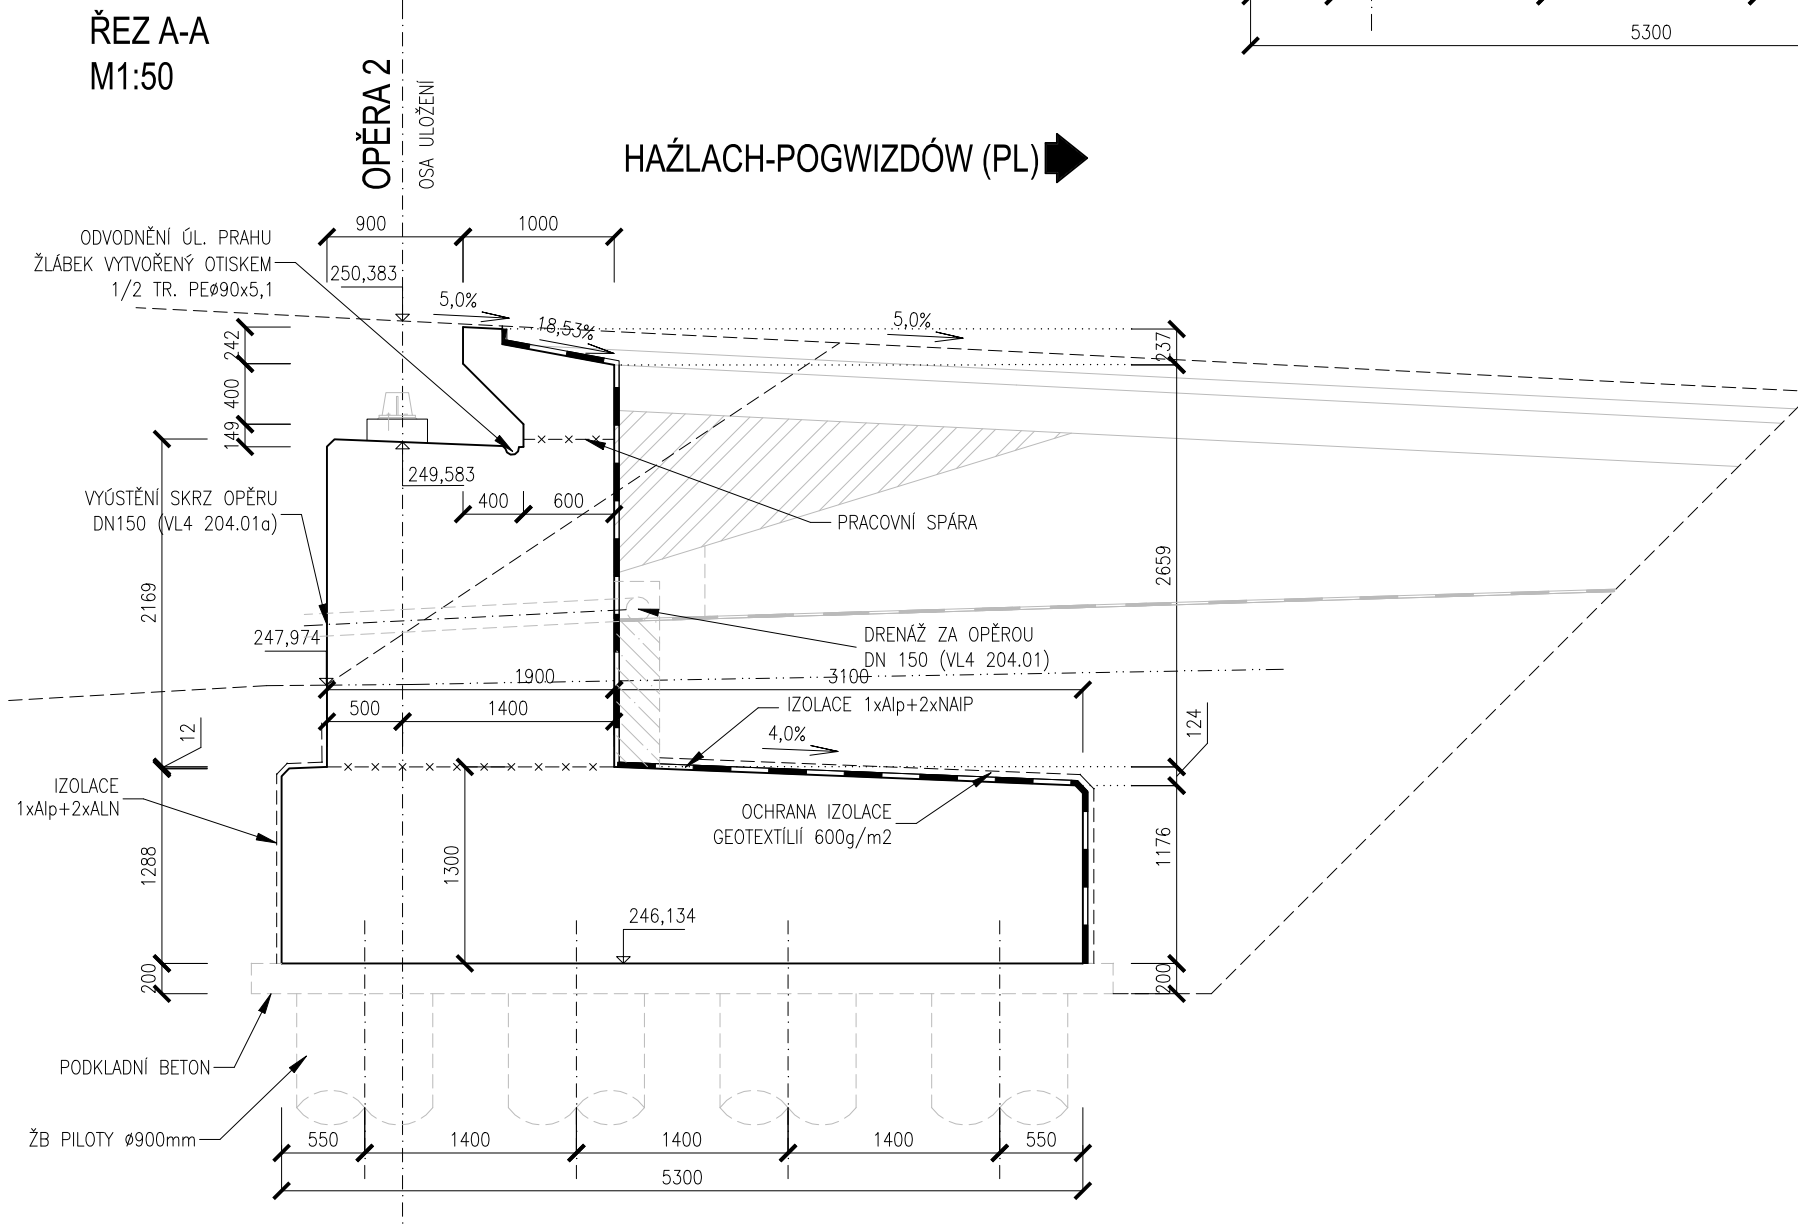 ŘEZ A-A
M1:50
5300
OPĚRA 2
OSA ULOŽENÍ
HAŹLACH-POGWIZDÓW (PL)
900
1000
ODVODNĚNÍ ÚL. PRAHU
ŽLÁBEK VYTVOŘENÝ OTISKEM
1/2 TR. PEø90x5,1
250,383
5,0%
18,53%
5,0%
242
400
149
237
249,583
400
600
VYÚSTĚNÍ SKRZ OPĚRU
DN150 (VL4 204.01a)
PRACOVNÍ SPÁRA
2169
2659
247,974
DRENÁŽ ZA OPĚROU
DN 150 (VL4 204.01)
1900
3100
500
1400
IZOLACE 1xAlp+2xNAIP
12
4,0%
124
IZOLACE
1xAlp+2xALN
OCHRANA IZOLACE
GEOTEXTÍLIÍ 600g/m2
1288
1300
1176
246,134
200
200
PODKLADNÍ BETON
ŽB PILOTY ø900mm
550
1400
1400
1400
550
5300